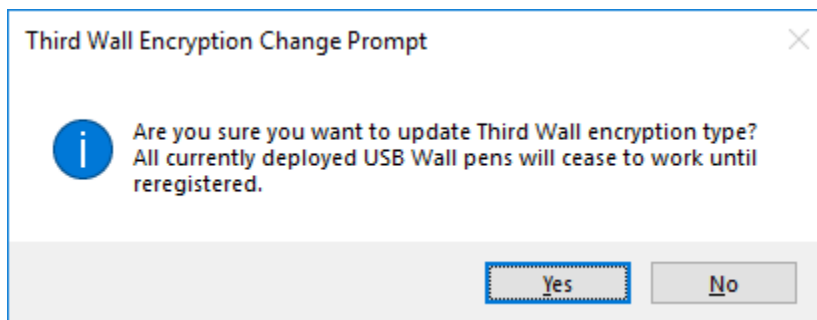 Third Wall Encryption Change Prompt
Are you sure you want to update Third Wall encryption type?
All currently deployed USB Wall pens will cease to work until
reregistered.
Yes
No